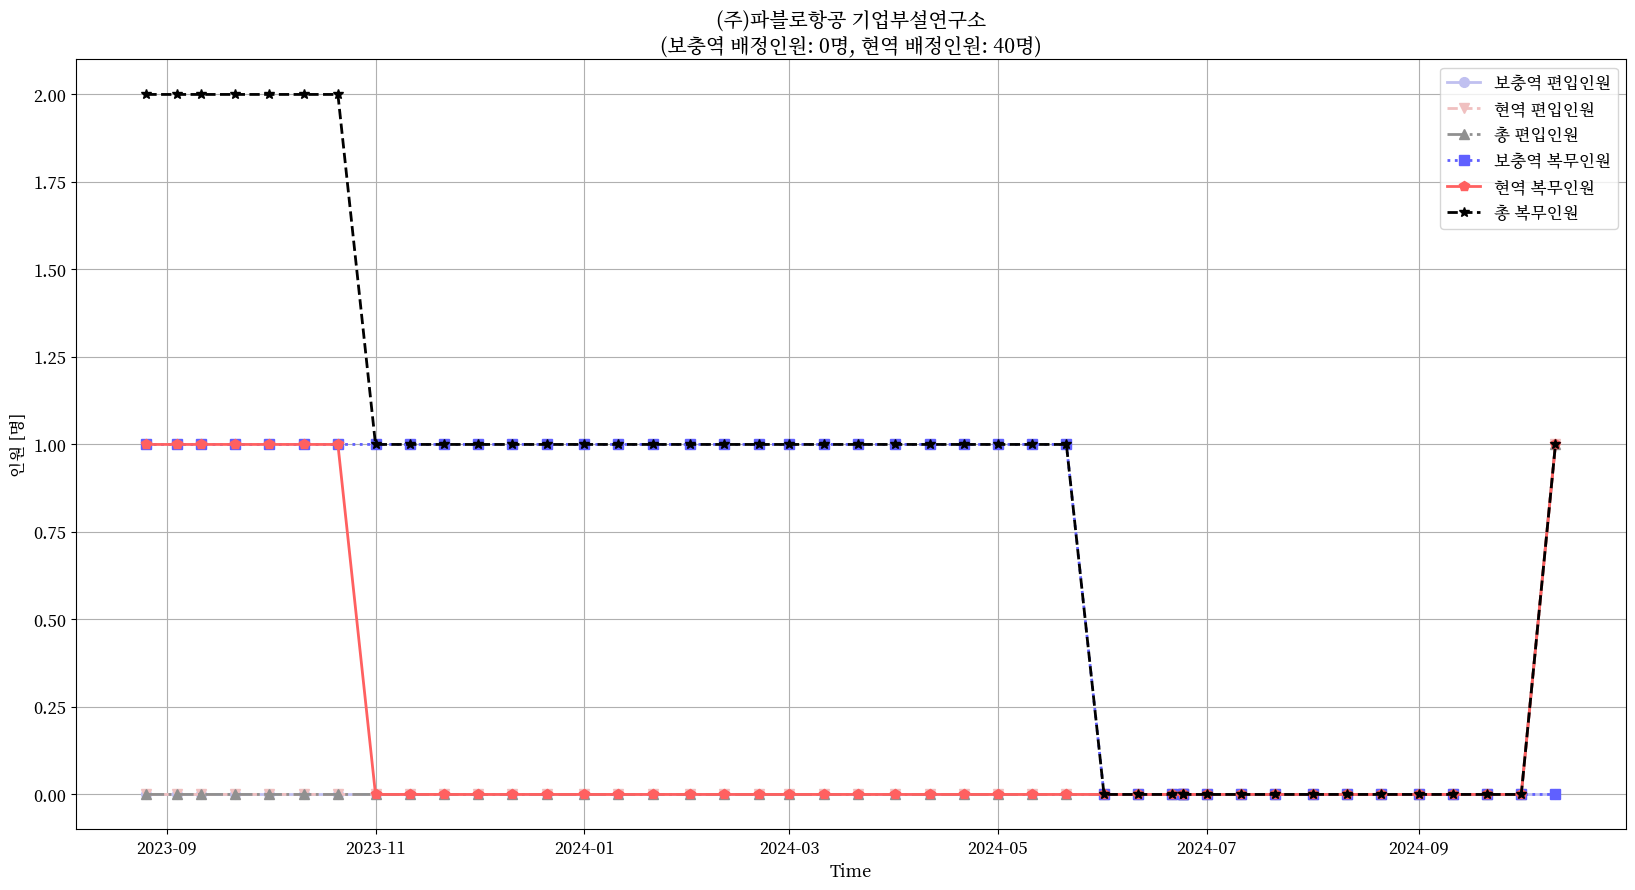 (주)파블로항공 기업부설연구소
(보충역 배정인원: 0명, 현역 배정인원: 40명)
보충역 편입인원
현역 편입인원
총 편입인원
보충역 복무인원
현역 복무인원
총 복무인원
인원 [명]
2.00
1.75
1.50
1.25
1.00
0.75
0.50
0.25
0.00
2023-09 2023-11 2024-01 2024-03 2024-05 2024-07 2024-09
Time